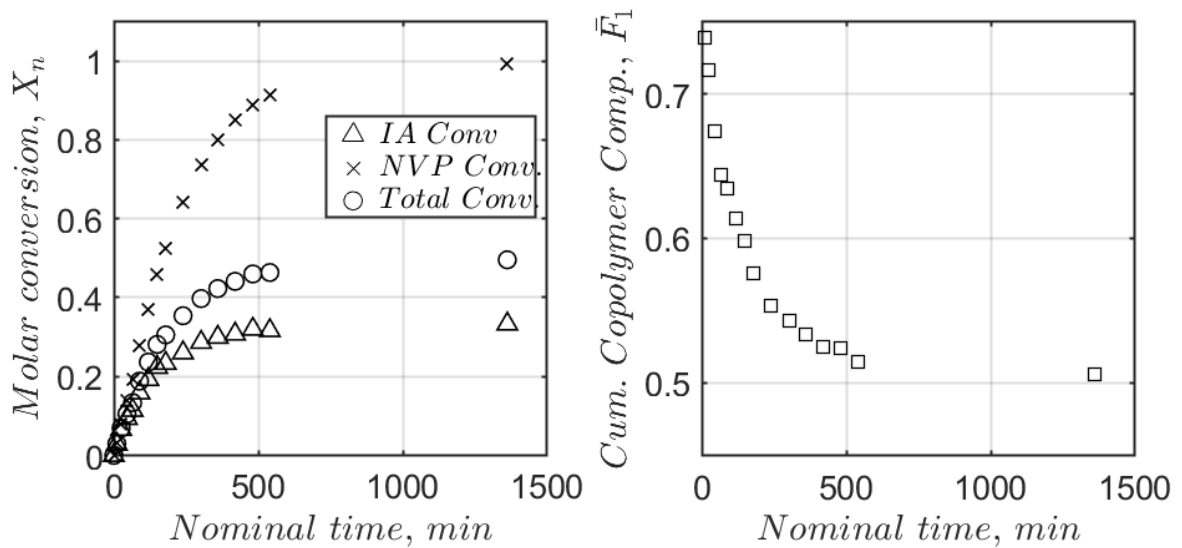 Molar conversion, Xₙ
1
0.8
0.6
0.4
0.2
0
0 500 1000 1500
Nominal time, min
IA Conv
NVP Conv.
Total Conv.
Cum. Copolymer Comp., F̄₁
0.7
0.6
0.5
0 500 1000 1500
Nominal time, min